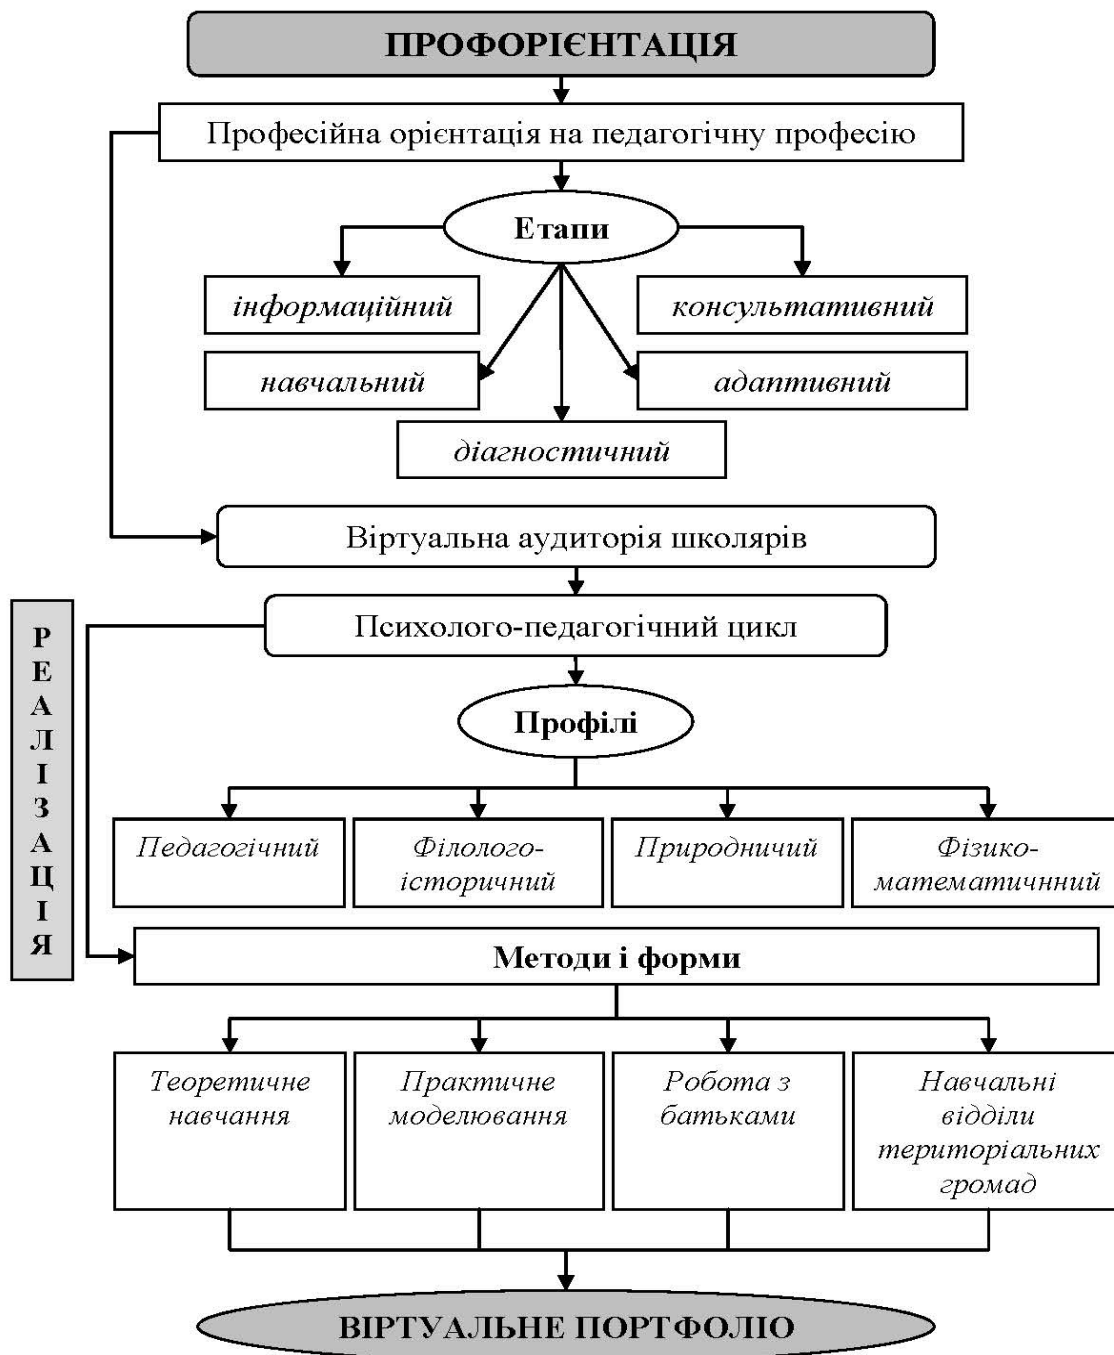 ПРОФОРІЄНТАЦІЯ
Професійна орієнтація на педагогічну професію
Етапи
інформаційний
консультативний
навчальний
адаптивний
діагностичний
Віртуальна аудиторія школярів
РЕАЛІЗАЦІЯ
Психолого-педагогічний цикл
Профілі
Педагогічний
Філолого-
історичний
Природничий
Фізико-
математичнний
Методи і форми
Теоретичне
навчання
Практичне
моделювання
Робота з
батьками
Навчальні
відділи
територіальних
громад
ВІРТУАЛЬНЕ ПОРТФОЛІО